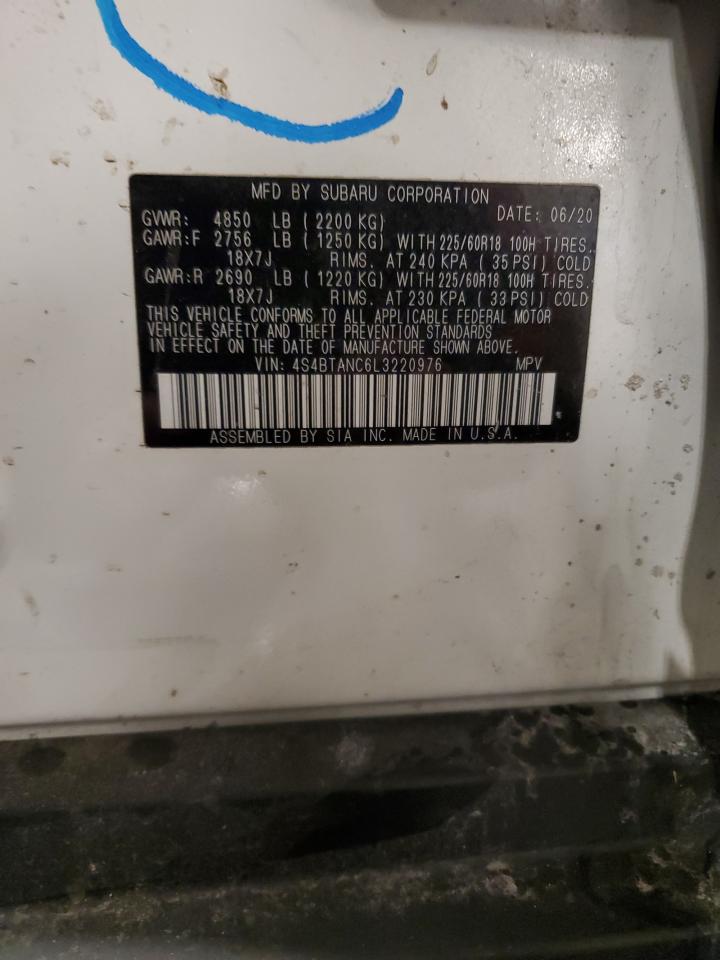 MFD BY SUBARU CORPORATION
GVWR: 4850 LB ( 2200 KG) DATE: 06/20
GAWR:F 2756 LB ( 1250 KG) WITH 225/60R18 100H TIRES.
18X7J RIMS. AT 240 KPA ( 35 PSI) COLD
GAWR:R 2690 LB ( 1220 KG) WITH 225/60R18 100H TIRES.
18X7J RIMS. AT 230 KPA ( 33 PSI) COLD
THIS VEHICLE CONFORMS TO ALL APPLICABLE FEDERAL MOTOR
VEHICLE SAFETY AND THEFT PREVENTION STANDARDS
IN EFFECT ON THE DATE OF MANUFACTURE SHOWN ABOVE.
VIN: 4S4BTANC6L3220976 MPV
ASSEMBLED BY SIA INC. MADE IN U.S.A.